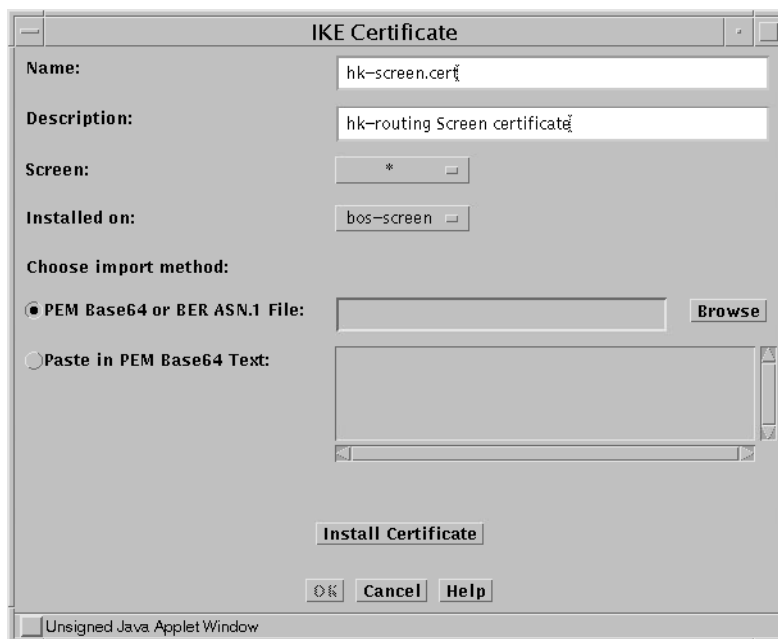 IKE Certificate
Name: hk-screen.cert
Description: hk-routing Screen certificate
Screen: *
Installed on: bos-screen
Choose import method:
PEM Base64 or BER ASN.1 File: Browse
Paste in PEM Base64 Text:
Install Certificate
OK Cancel Help
Unsigned Java Applet Window